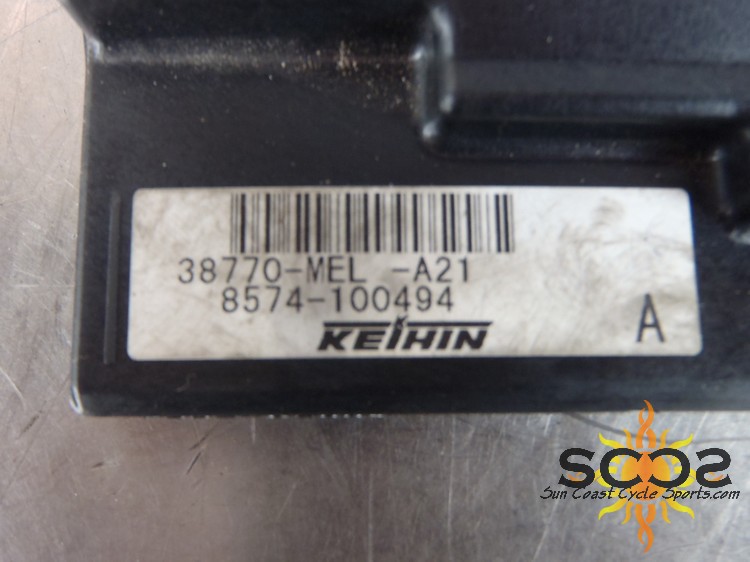 38770-MEL -A21
8574-100494
KEIHIN
A
SCCS
Sun Coast Cycle Sports.com